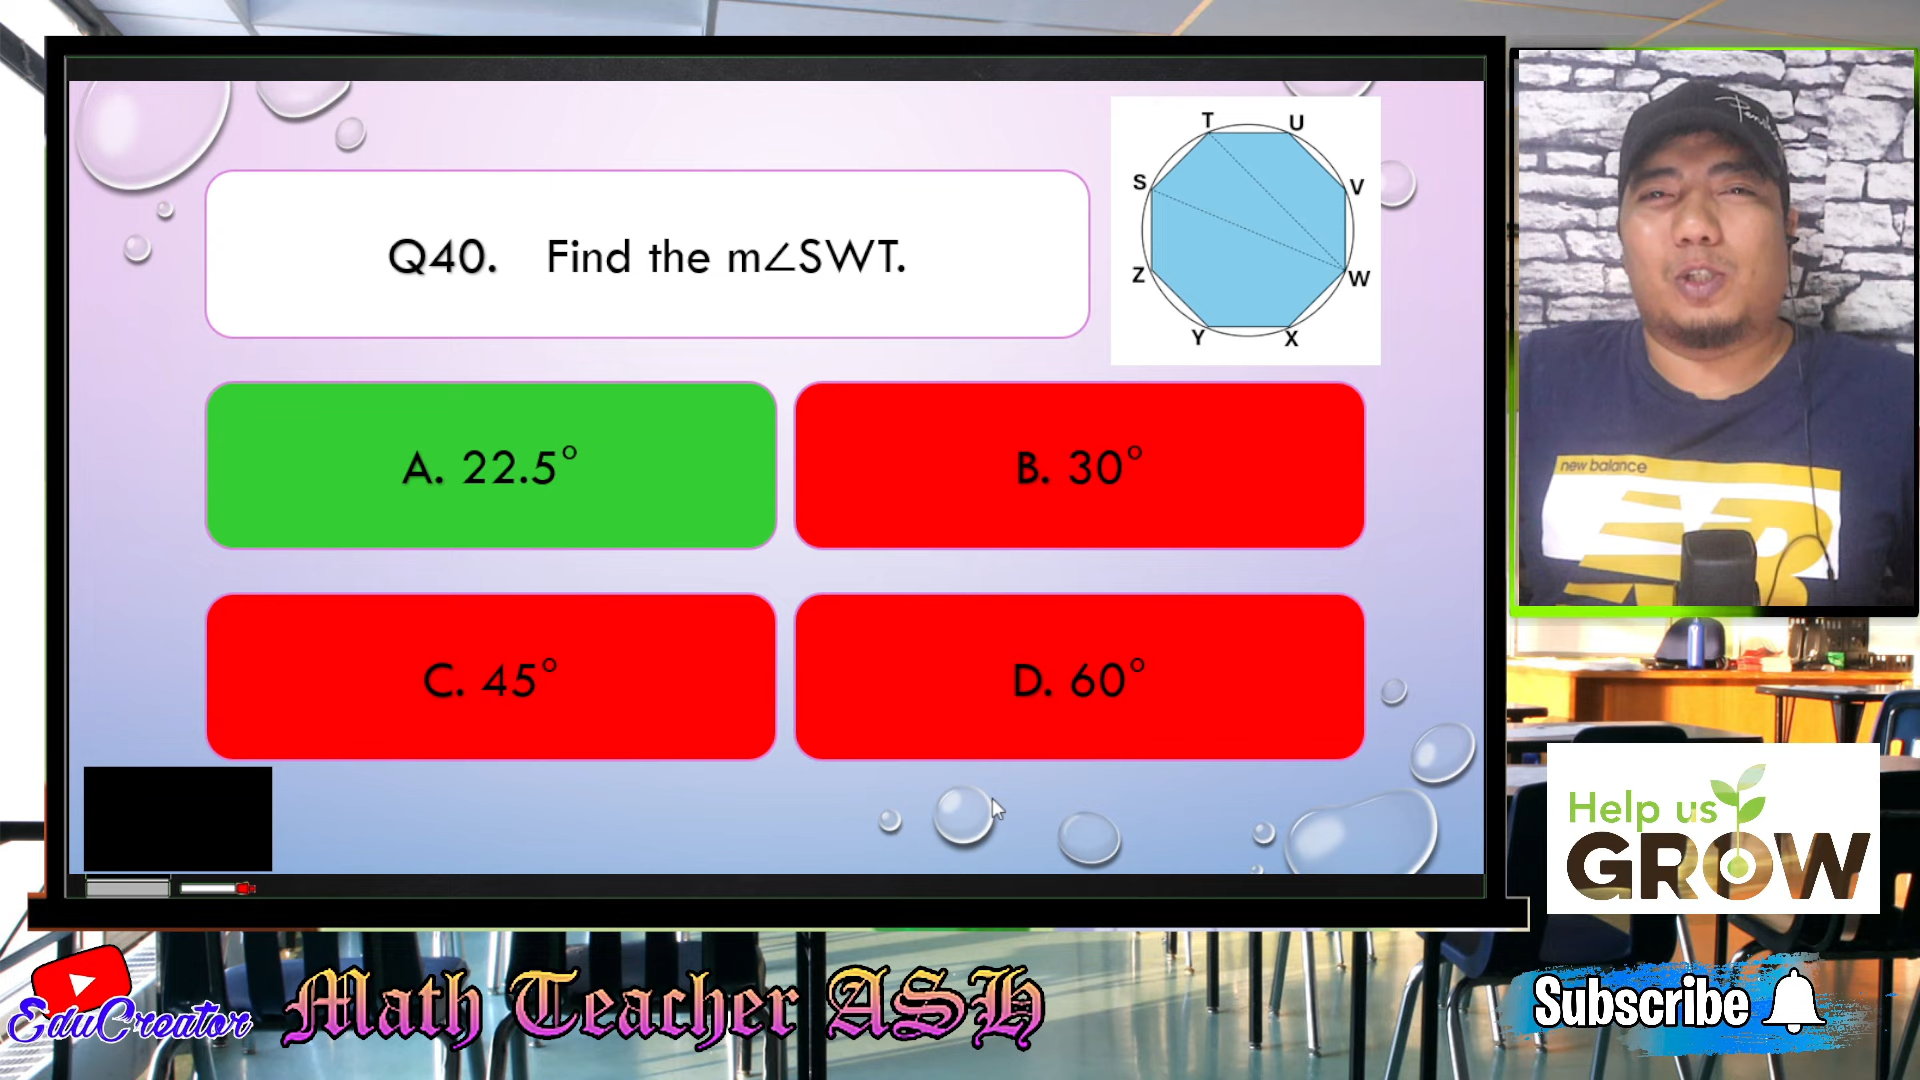 T U
S V
Z W
Y X
Q40. Find the m∠SWT.
A. 22.5°
B. 30°
C. 45°
D. 60°
new balance
Help us
GROW
EduCreator
Math Teacher ASH
Subscribe